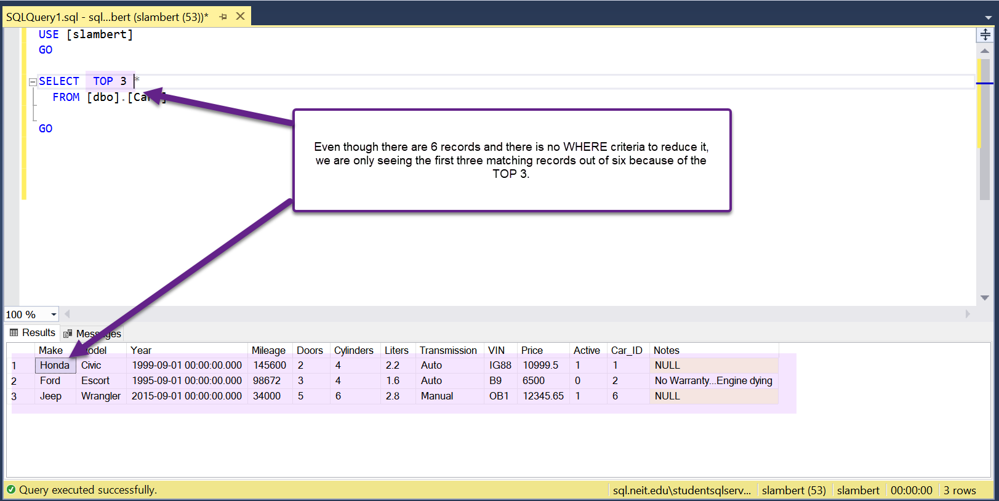 SQLQuery1.sql - sql...bert (slambert (53))*
USE [slambert]
GO
SELECT TOP 3 *
FROM [dbo].[Ca ]
GO
Even though there are 6 records and there is no WHERE criteria to reduce it,
we are only seeing the first three matching records out of six because of the
TOP 3.
100 %
Results Messages
Make Model Year Mileage Doors Cylinders Liters Transmission VIN Price Active Car_ID Notes
1 Honda Civic 1999-09-01 00:00:00.000 145600 2 4 2.2 Auto IG88 10999.5 1 1 NULL
2 Ford Escort 1995-09-01 00:00:00.000 98672 3 4 1.6 Auto B9 6500 0 2 No Warranty...Engine dying
3 Jeep Wrangler 2015-09-01 00:00:00.000 34000 5 6 2.8 Manual OB1 12345.65 1 6 NULL
Query executed successfully. sql.neit.edu\studentsqlserv... slambert (53) slambert 00:00:00 3 rows